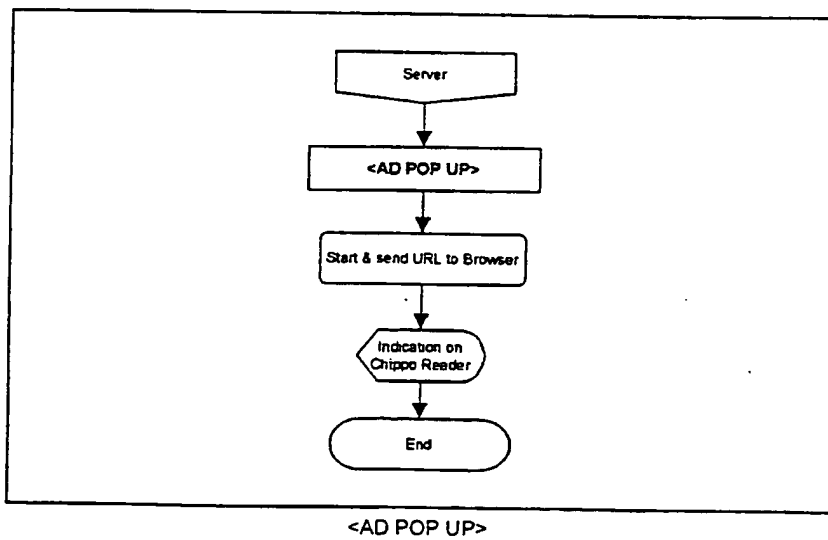 Server
<AD POP UP>
Start & send URL to Browser
Indication on
Chippo Reader
End
<AD POP UP>